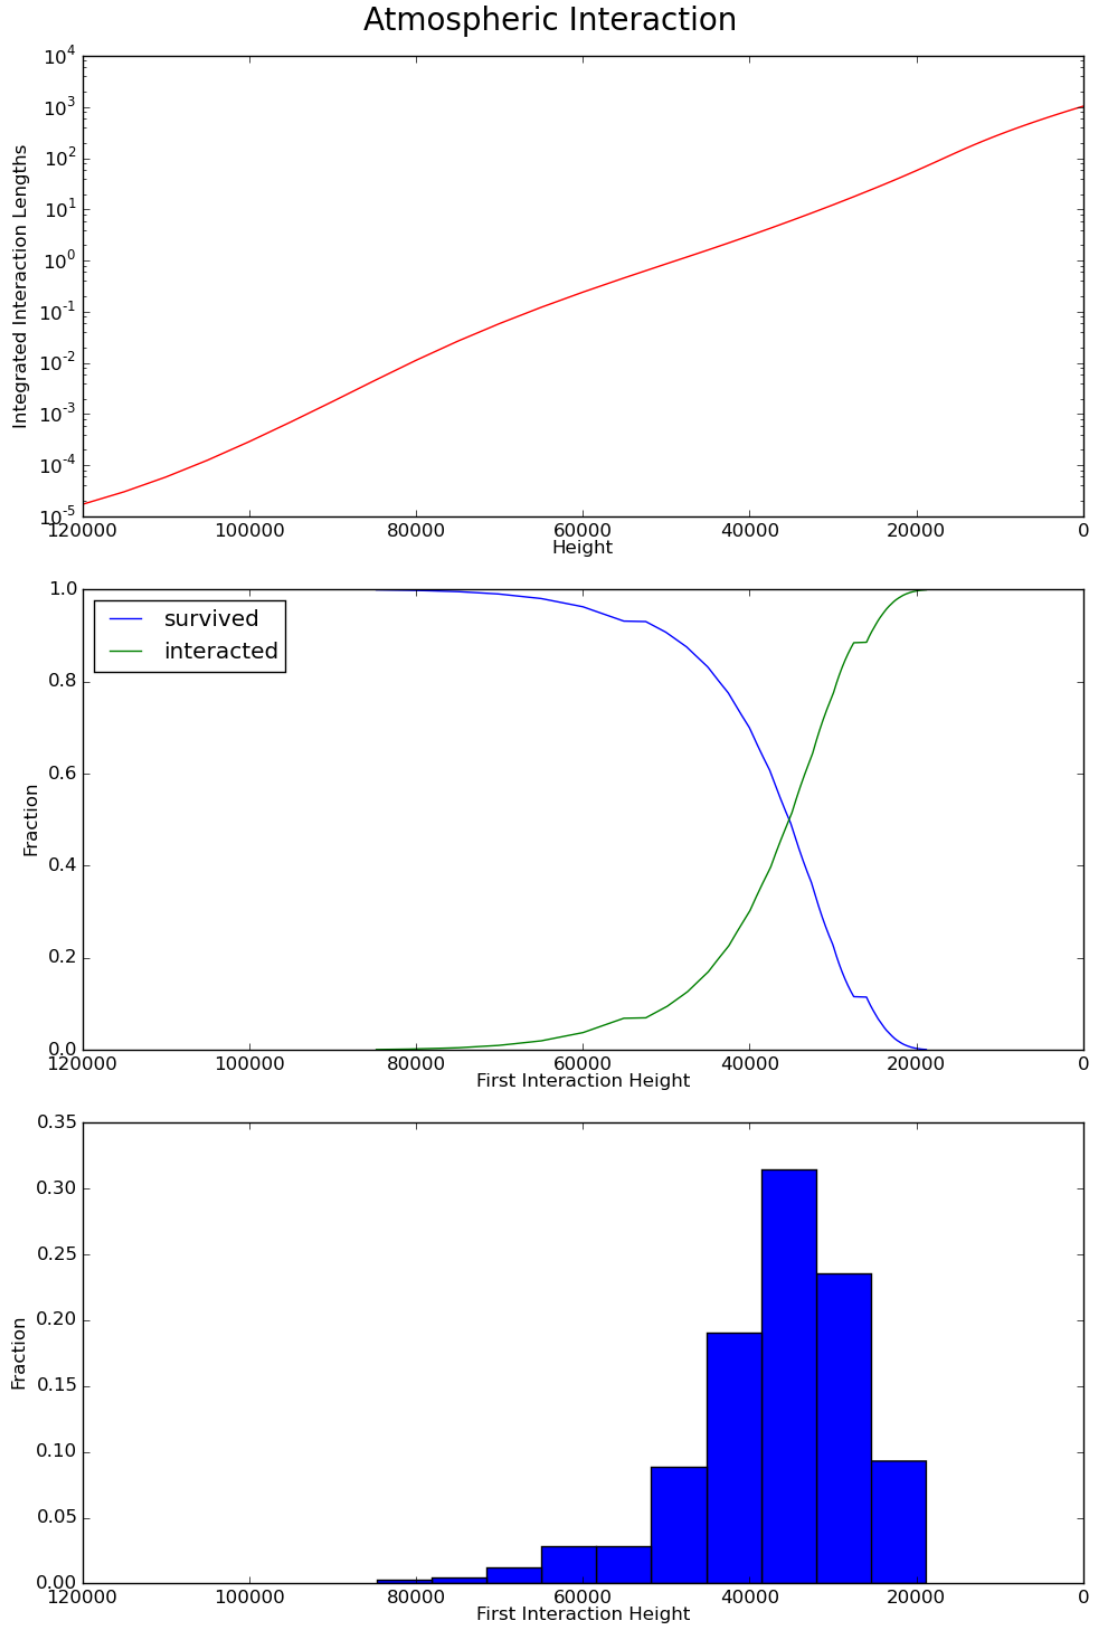 Atmospheric Interaction
10^4
10^3
10^2
10^1
10^0
10^-1
10^-2
10^-3
10^-4
10^-5
Integrated Interaction Lengths
120000 100000 80000 60000 40000 20000 0
Height
1.0
0.8
0.6
0.4
0.2
0.0
Fraction
survived
interacted
120000 100000 80000 60000 40000 20000 0
First Interaction Height
0.35
0.30
0.25
0.20
0.15
0.10
0.05
0.00
Fraction
120000 100000 80000 60000 40000 20000 0
First Interaction Height